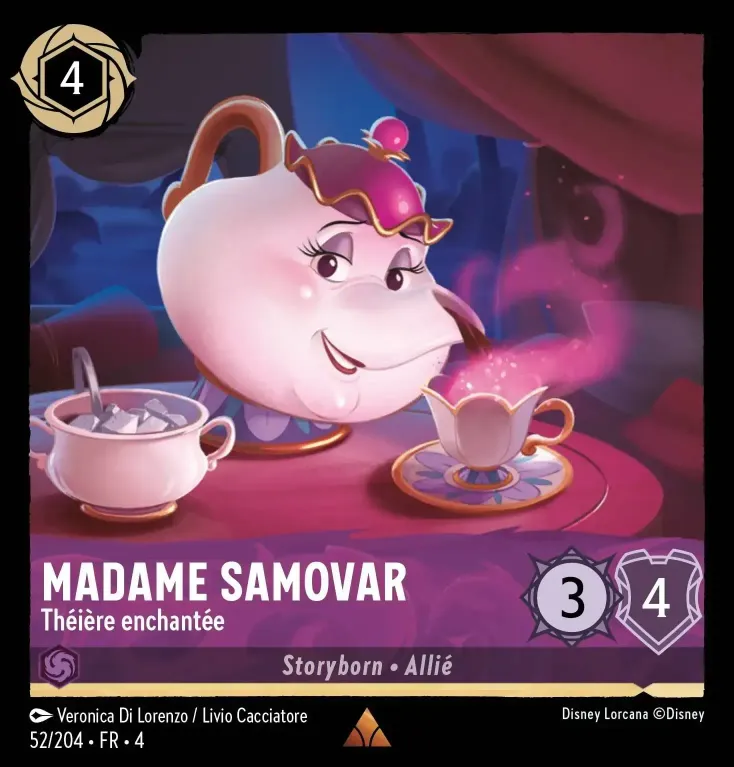 4
MADAME SAMOVAR
Théière enchantée
3 4
Storyborn • Allié
Veronica Di Lorenzo / Livio Cacciatore
Disney Lorcana ©Disney
52/204 • FR • 4